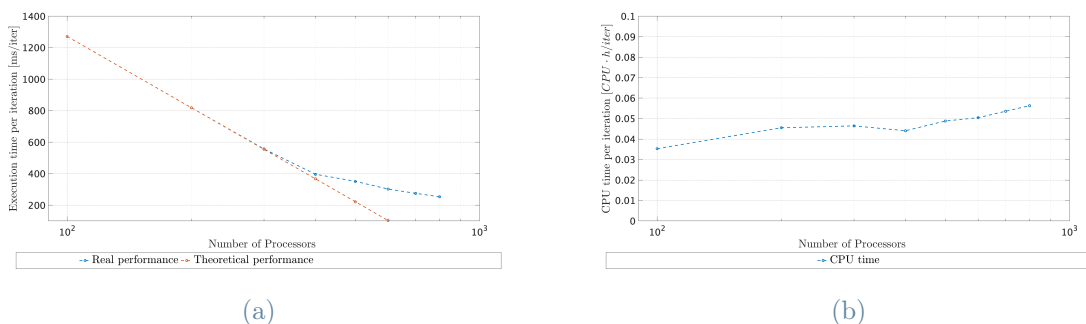 Execution time per iteration [ms/iter]
1400
1200
1000
800
600
400
200
10²
10³
Number of Processors
Real performance
Theoretical performance
(a)
CPU time per iteration [CPU · h/iter]
0.1
0.09
0.08
0.07
0.06
0.05
0.04
0.03
0.02
0.01
0
10²
10³
Number of Processors
CPU time
(b)